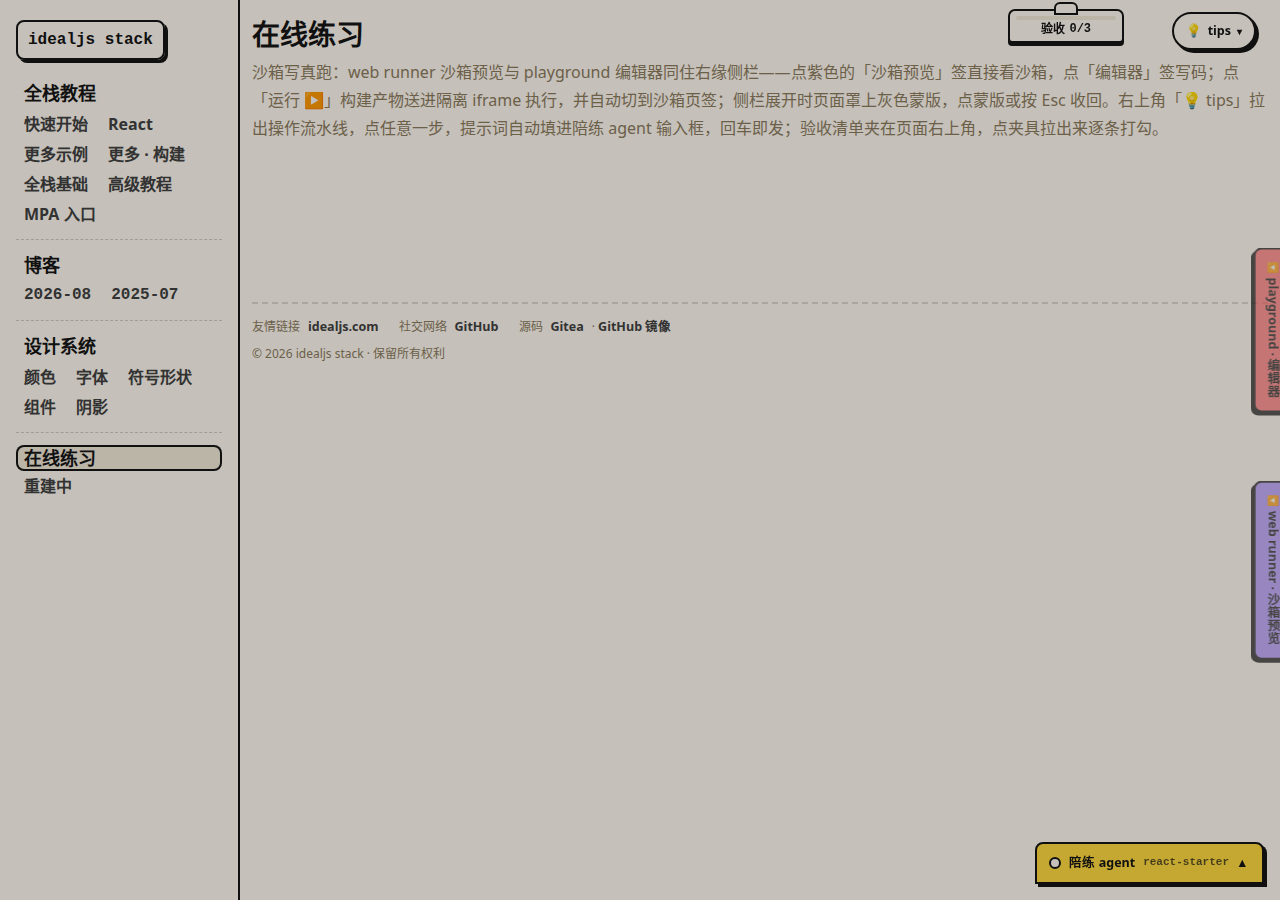 idealjs stack
全栈教程
快速开始 React
更多示例 更多 · 构建
全栈基础 高级教程
MPA 入口
博客
2026-08 2025-07
设计系统
颜色 字体 符号形状
组件 阴影
在线练习
重建中
在线练习
验收 0/3
💡 tips ▾
沙箱写真跑：web runner 沙箱预览与 playground 编辑器同住右缘侧栏——点紫色的「沙箱预览」签直接看沙箱，点「编辑器」签写码；点
「运行 ▶️」构建产物送进隔离 iframe 执行，并自动切到沙箱页签；侧栏展开时页面罩上灰色蒙版，点蒙版或按 Esc 收回。右上角「💡 tips」拉
出操作流水线，点任意一步，提示词自动填进陪练 agent 输入框，回车即发；验收清单夹在页面右上角，点夹具拉出来逐条打勾。
友情链接 idealjs.com 社交网络 GitHub 源码 Gitea · GitHub 镜像
© 2026 idealjs stack · 保留所有权利
◀️ playground · 编辑器
◀️ web runner · 沙箱预览
陪练 agent react-starter ▲